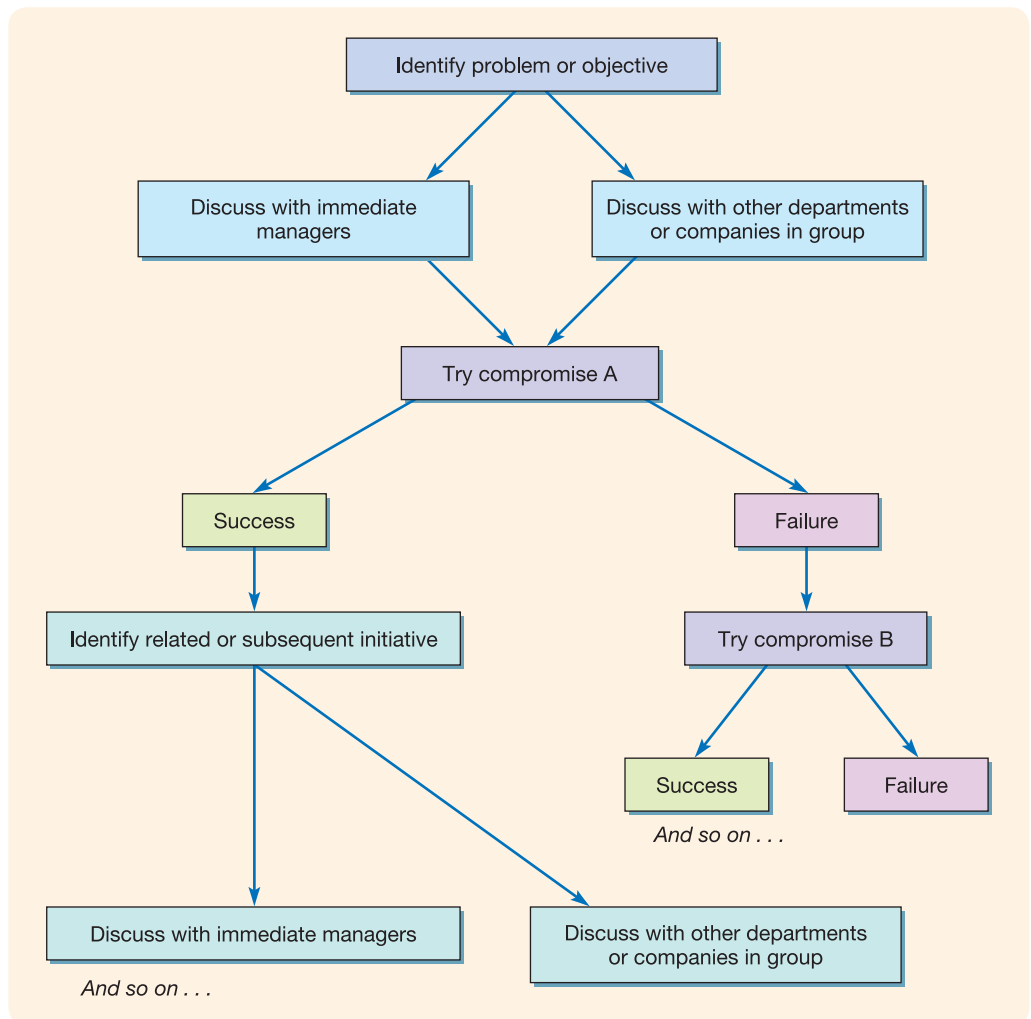 Identify problem or objective
Discuss with immediate
managers
Discuss with other departments
or companies in group
Try compromise A
Success
Failure
Identify related or subsequent initiative
Try compromise B
Success
Failure
And so on . . .
Discuss with immediate managers
Discuss with other departments
or companies in group
And so on . . .